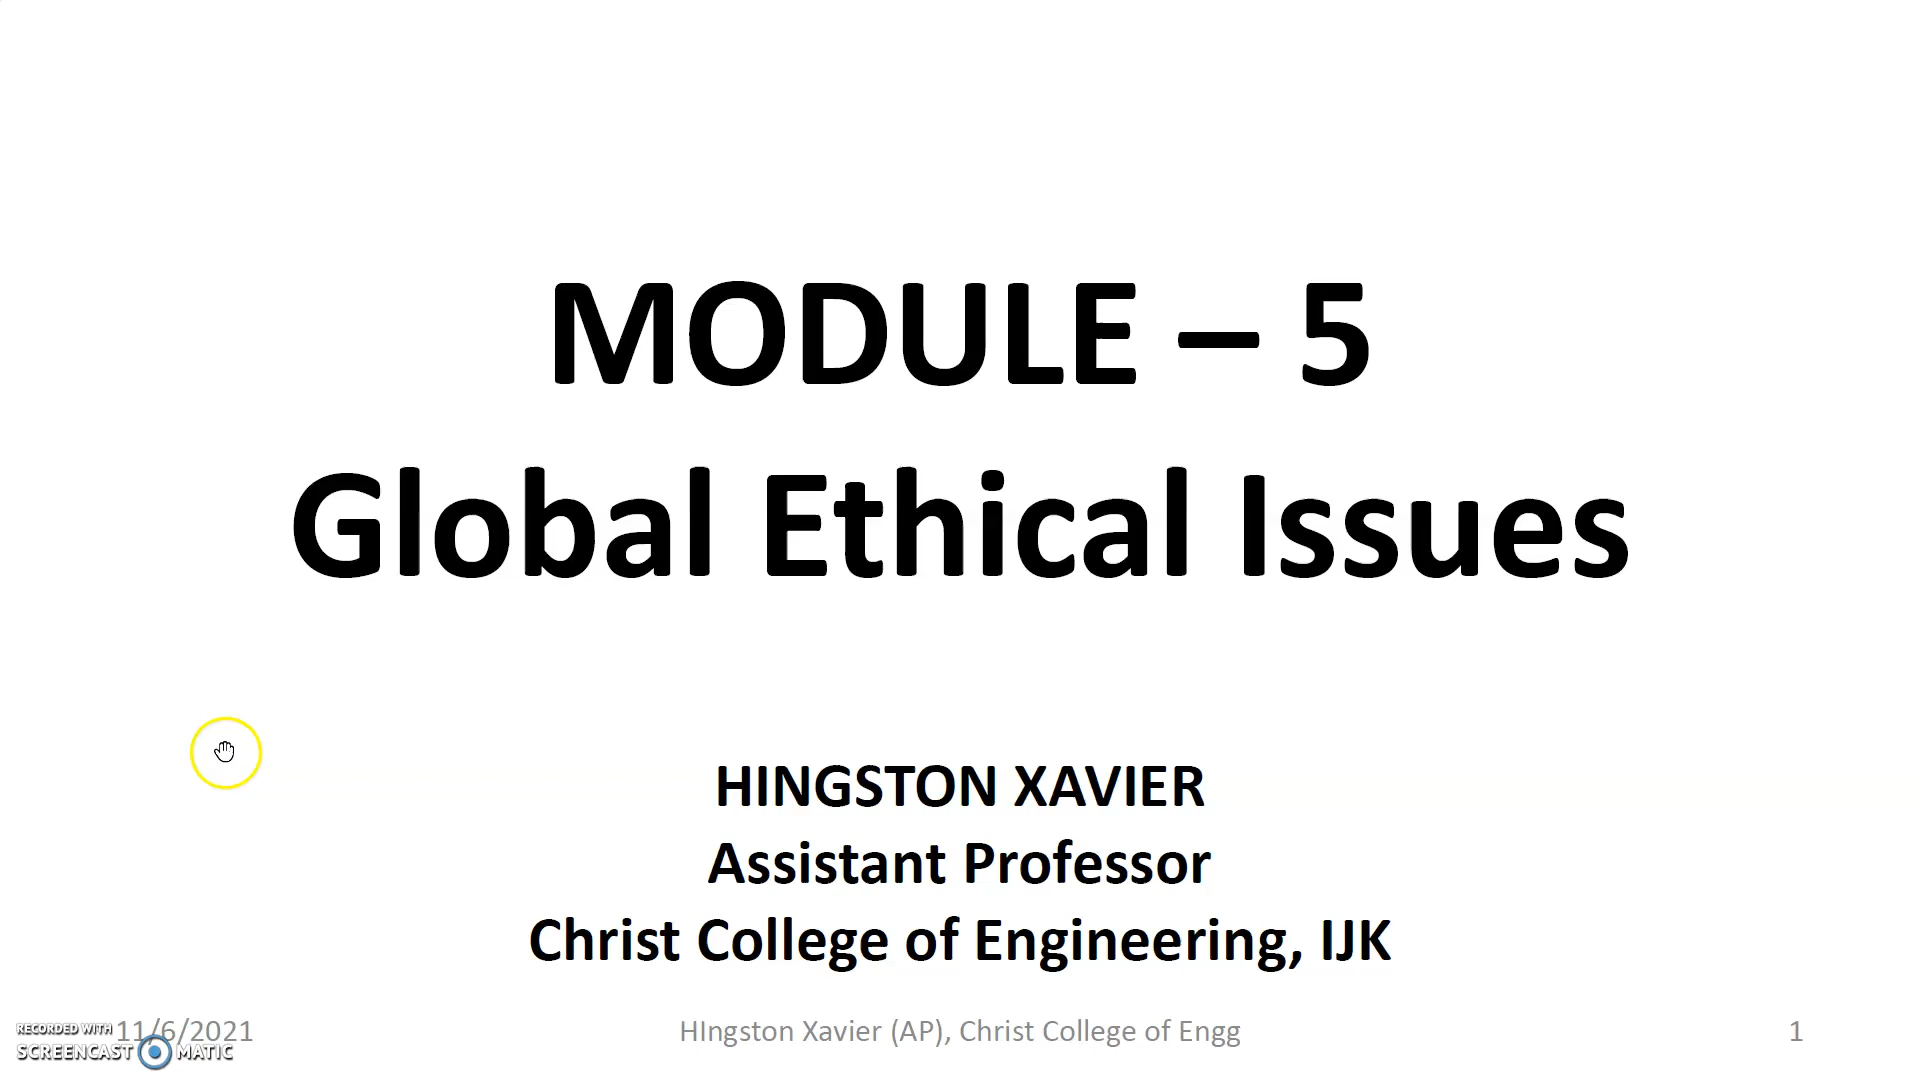 MODULE – 5
Global Ethical Issues
HINGSTON XAVIER
Assistant Professor
Christ College of Engineering, IJK
11/6/2021
HIngston Xavier (AP), Christ College of Engg
1
RECORDED WITH
SCREENCAST MATIC